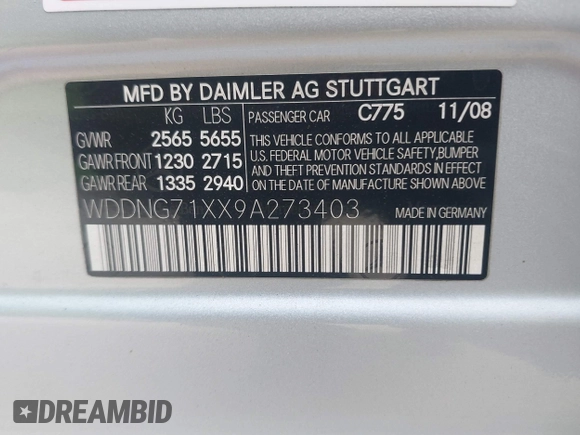 MFD BY DAIMLER AG STUTTGART
KG LBS PASSENGER CAR C775 11/08
GVWR 2565 5655
GAWR FRONT 1230 2715
GAWR REAR 1335 2940
THIS VEHICLE CONFORMS TO ALL APPLICABLE
U.S. FEDERAL MOTOR VEHICLE SAFETY, BUMPER
AND THEFT PREVENTION STANDARDS IN EFFECT
ON THE DATE OF MANUFACTURE SHOWN ABOVE.
WDDNG71XX9A273403 MADE IN GERMANY
DREAMBID